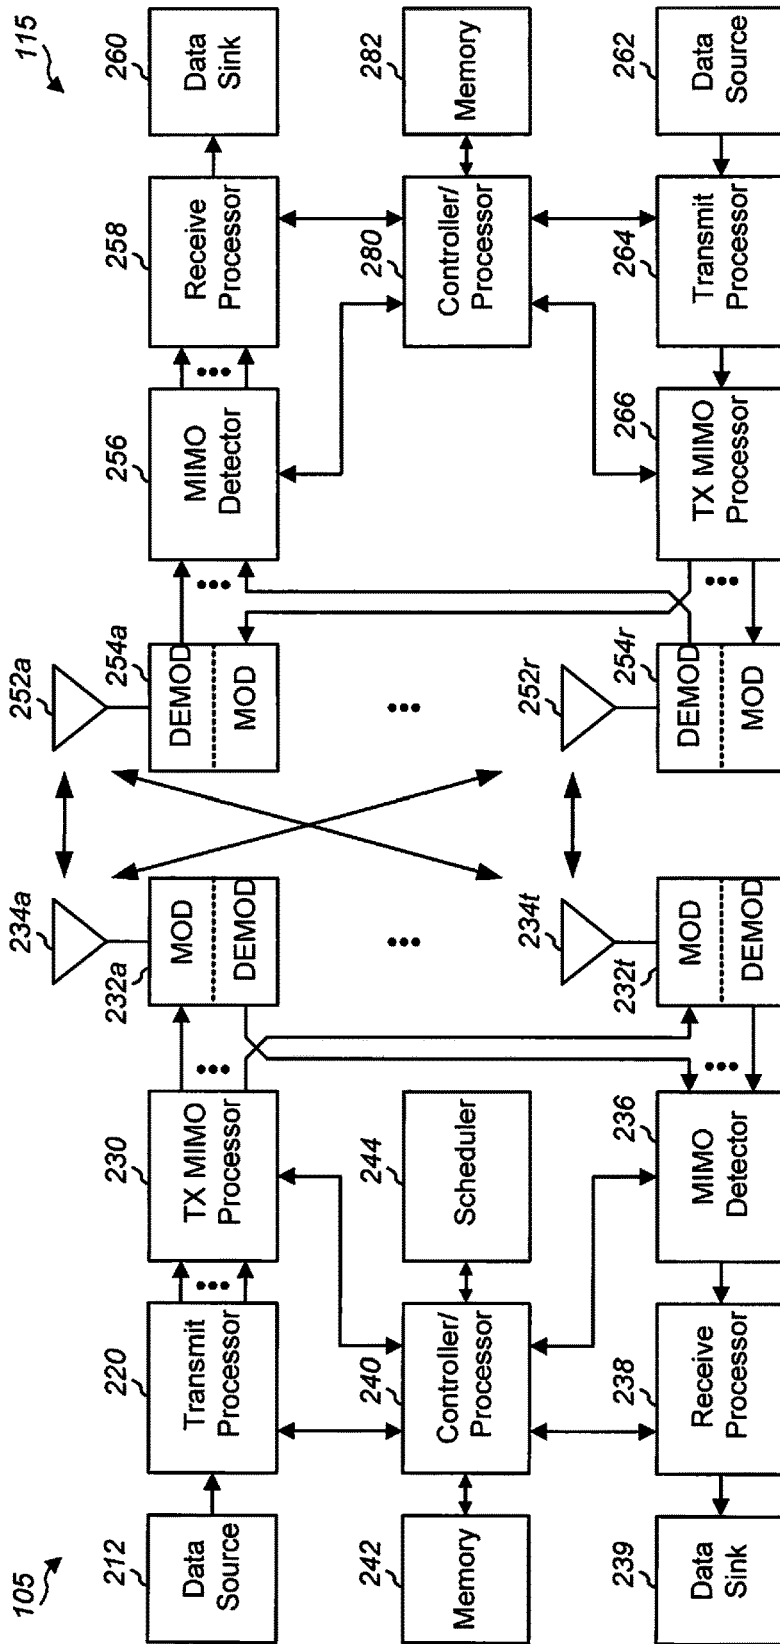 105
212
Data
Source
220
Transmit
Processor
230
TX MIMO
Processor
232a
MOD
DEMOD
234a
252a
254a
DEMOD
MOD
256
MIMO
Detector
258
Receive
Processor
260
Data
Sink
115
242
Memory
240
Controller/
Processor
244
Scheduler
280
Controller/
Processor
282
Memory
239
Data
Sink
238
Receive
Processor
236
MIMO
Detector
232t
MOD
DEMOD
234t
252r
254r
DEMOD
MOD
266
TX MIMO
Processor
264
Transmit
Processor
262
Data
Source